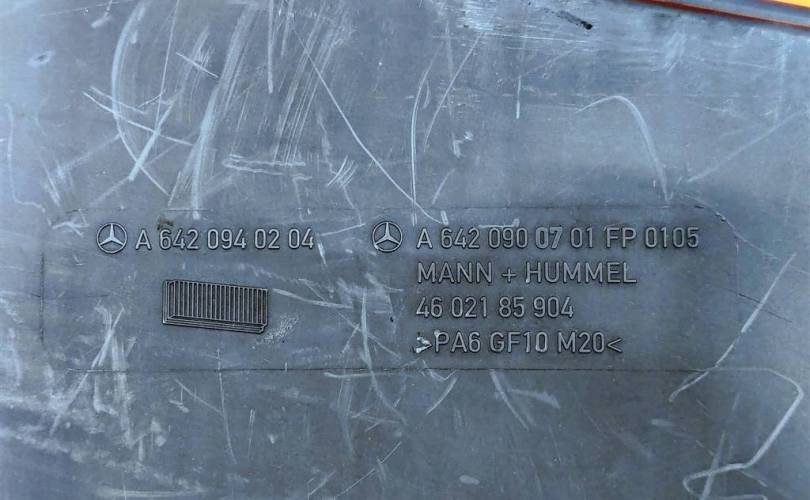 A 642 094 02 04
A 642 090 07 01 FP 0105
MANN + HUMMEL
46 021 85 904
>PA6 GF10 M20<